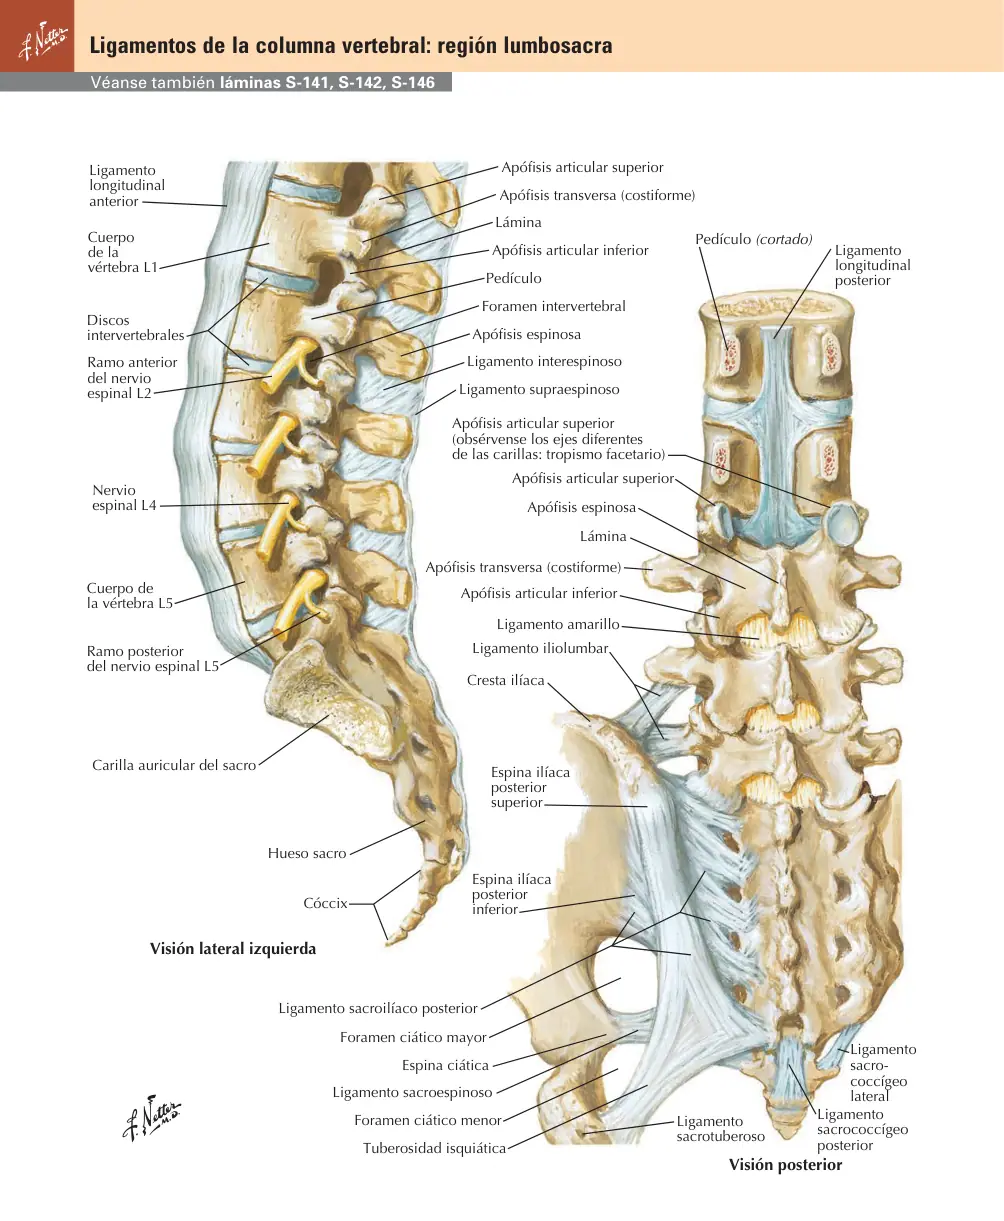 F. Netter M.D.
Ligamentos de la columna vertebral: región lumbosacra
Véanse también láminas S-141, S-142, S-146
Ligamento
longitudinal
anterior
Cuerpo
de la
vértebra L1
Discos
intervertebrales
Ramo anterior
del nervio
espinal L2
Nervio
espinal L4
Cuerpo de
la vértebra L5
Ramo posterior
del nervio espinal L5
Carilla auricular del sacro
Hueso sacro
Cóccix
Visión lateral izquierda
Apófisis articular superior
Apófisis transversa (costiforme)
Lámina
Apófisis articular inferior
Pedículo
Foramen intervertebral
Apófisis espinosa
Ligamento interespinoso
Ligamento supraespinoso
Pedículo (cortado)
Ligamento
longitudinal
posterior
Apófisis articular superior
(obsérvense los ejes diferentes
de las carillas: tropismo facetario)
Apófisis articular superior
Apófisis espinosa
Lámina
Apófisis transversa (costiforme)
Apófisis articular inferior
Ligamento amarillo
Ligamento iliolumbar
Cresta ilíaca
Espina ilíaca
posterior
superior
Espina ilíaca
posterior
inferior
Ligamento sacroilíaco posterior
Foramen ciático mayor
Espina ciática
Ligamento sacroespinoso
Foramen ciático menor
Tuberosidad isquiática
Ligamento
sacrotuberoso
Ligamento
sacro-
coccígeo
lateral
Ligamento
sacrococcígeo
posterior
Visión posterior
F. Netter M.D.